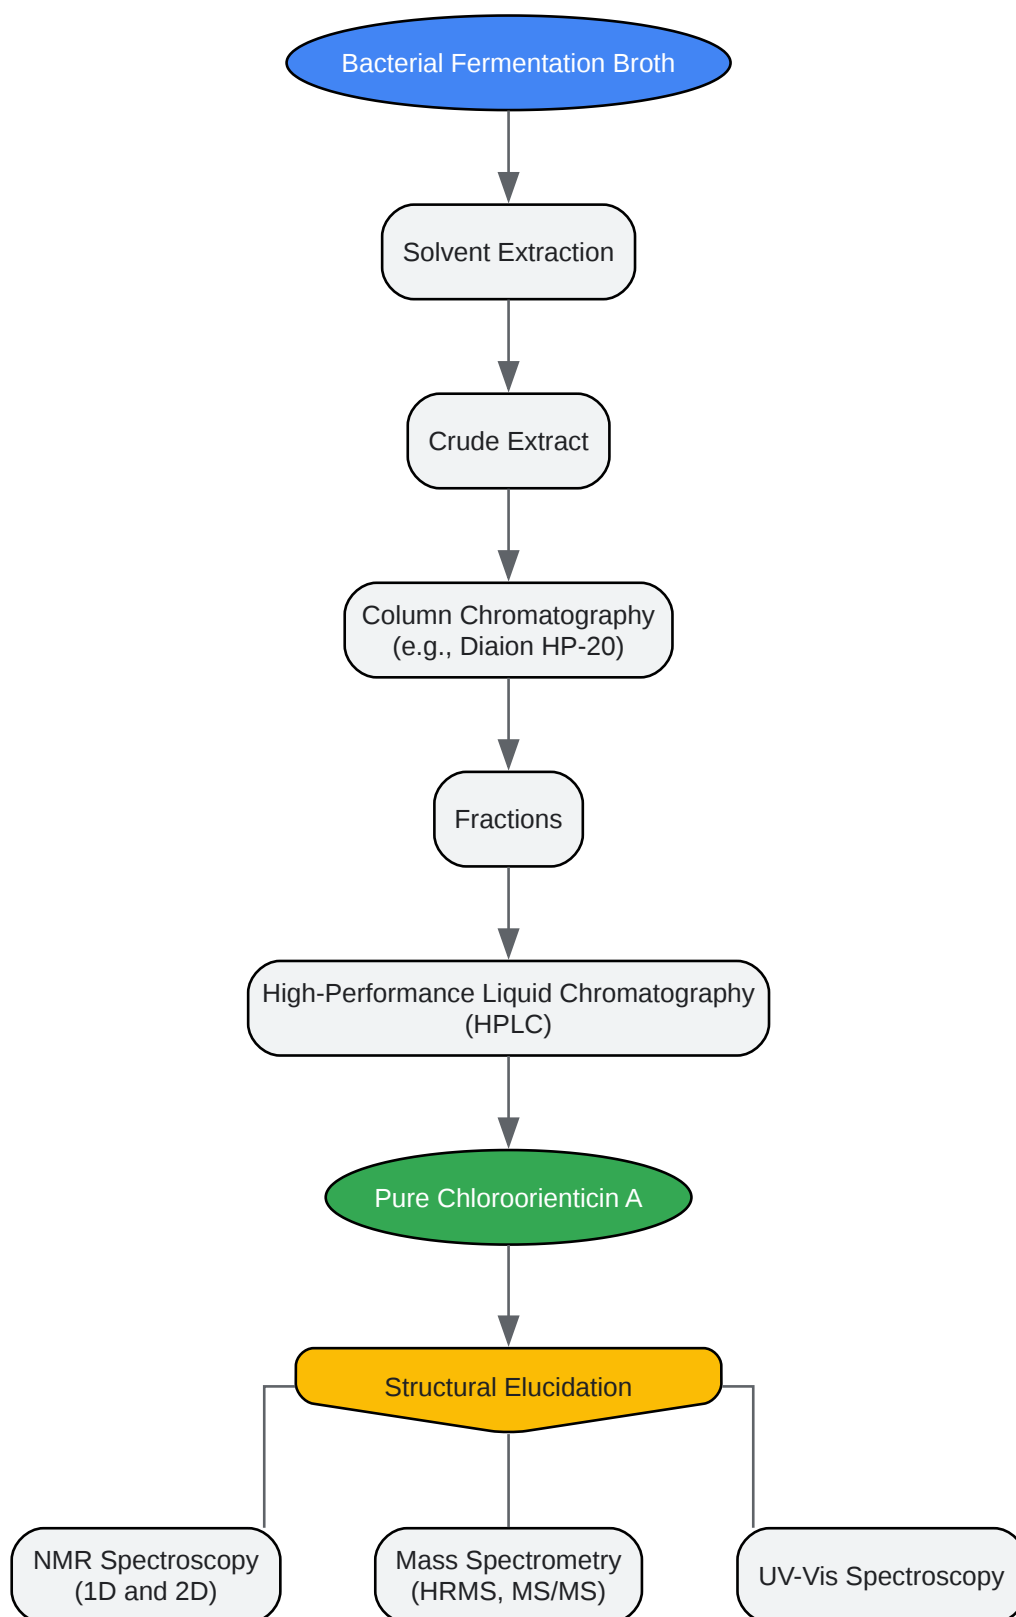 Bacterial Fermentation Broth
Solvent Extraction
Crude Extract
Column Chromatography
(e.g., Diaion HP-20)
Fractions
High-Performance Liquid Chromatography
(HPLC)
Pure Chloroorienticin A
Structural Elucidation
NMR Spectroscopy
(1D and 2D)
Mass Spectrometry
(HRMS, MS/MS)
UV-Vis Spectroscopy